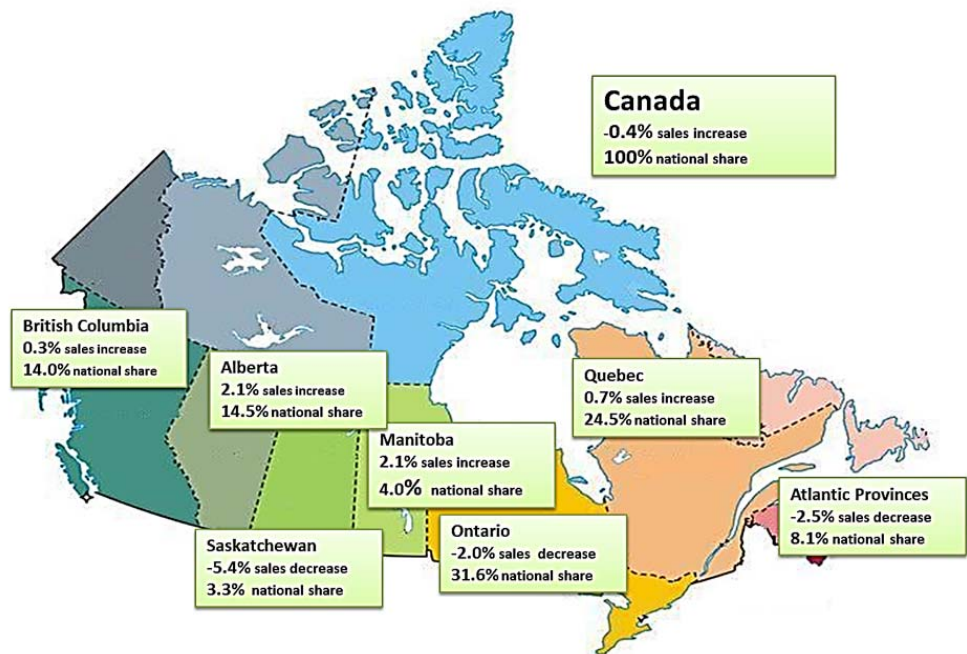 Canada
-0.4% sales increase
100% national share
British Columbia
0.3% sales increase
14.0% national share
Alberta
2.1% sales increase
14.5% national share
Quebec
0.7% sales increase
24.5% national share
Manitoba
2.1% sales increase
4.0% national share
Atlantic Provinces
-2.5% sales decrease
8.1% national share
Ontario
-2.0% sales decrease
31.6% national share
Saskatchewan
-5.4% sales decrease
3.3% national share